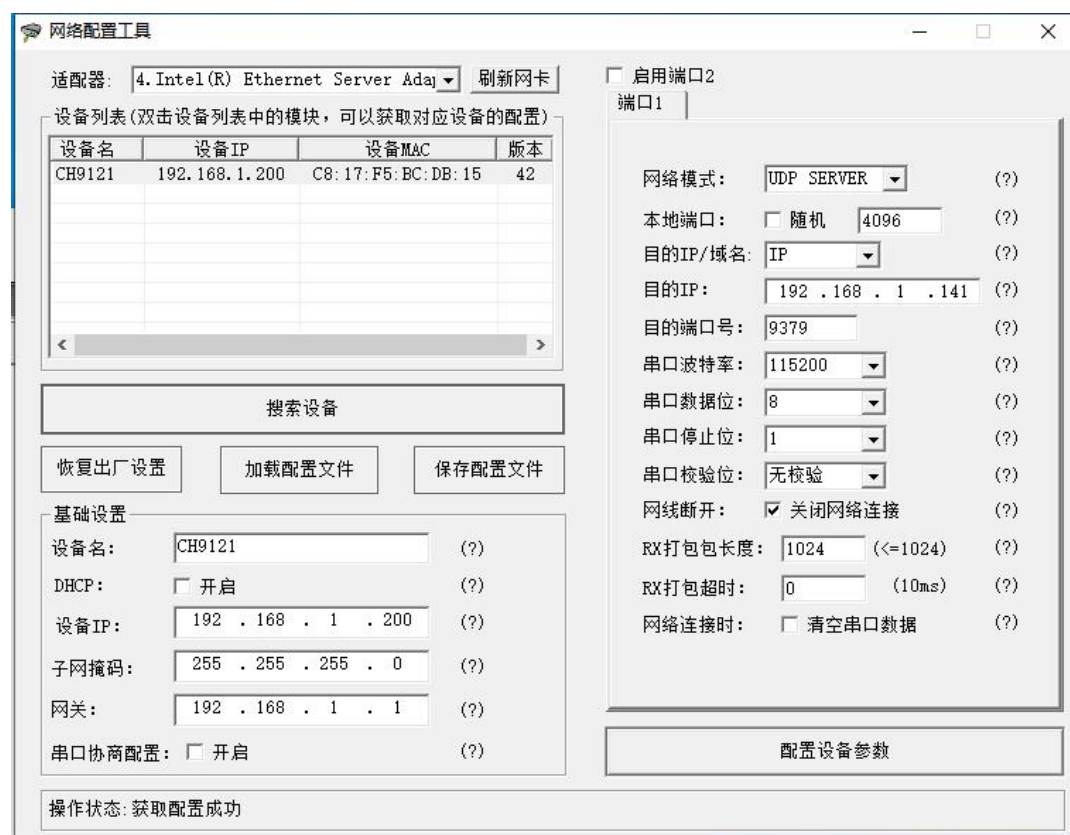 网络配置工具
适配器: 4.Intel(R) Ethernet Server Adap 刷新网卡
设备列表(双击设备列表中的模块，可以获取对应设备的配置)
设备名 设备IP 设备MAC 版本
CH9121 192.168.1.200 C8:17:F5:BC:DB:15 42
搜索设备
恢复出厂设置 加载配置文件 保存配置文件
基础设置
设备名: CH9121 (?)
DHCP: 开启 (?)
设备IP: 192 . 168 . 1 . 200 (?)
子网掩码: 255 . 255 . 255 . 0 (?)
网关: 192 . 168 . 1 . 1 (?)
串口协商配置: 开启 (?)
启用端口2
端口1
网络模式: UDP SERVER (?)
本地端口: 随机 4096 (?)
目的IP/域名: IP (?)
目的IP: 192 . 168 . 1 . 141 (?)
目的端口号: 9379 (?)
串口波特率: 115200 (?)
串口数据位: 8 (?)
串口停止位: 1 (?)
串口校验位: 无校验 (?)
网线断开: 关闭网络连接 (?)
RX打包包长度: 1024 (<=1024) (?)
RX打包超时: 0 (10ms) (?)
网络连接时: 清空串口数据 (?)
配置设备参数
操作状态:获取配置成功